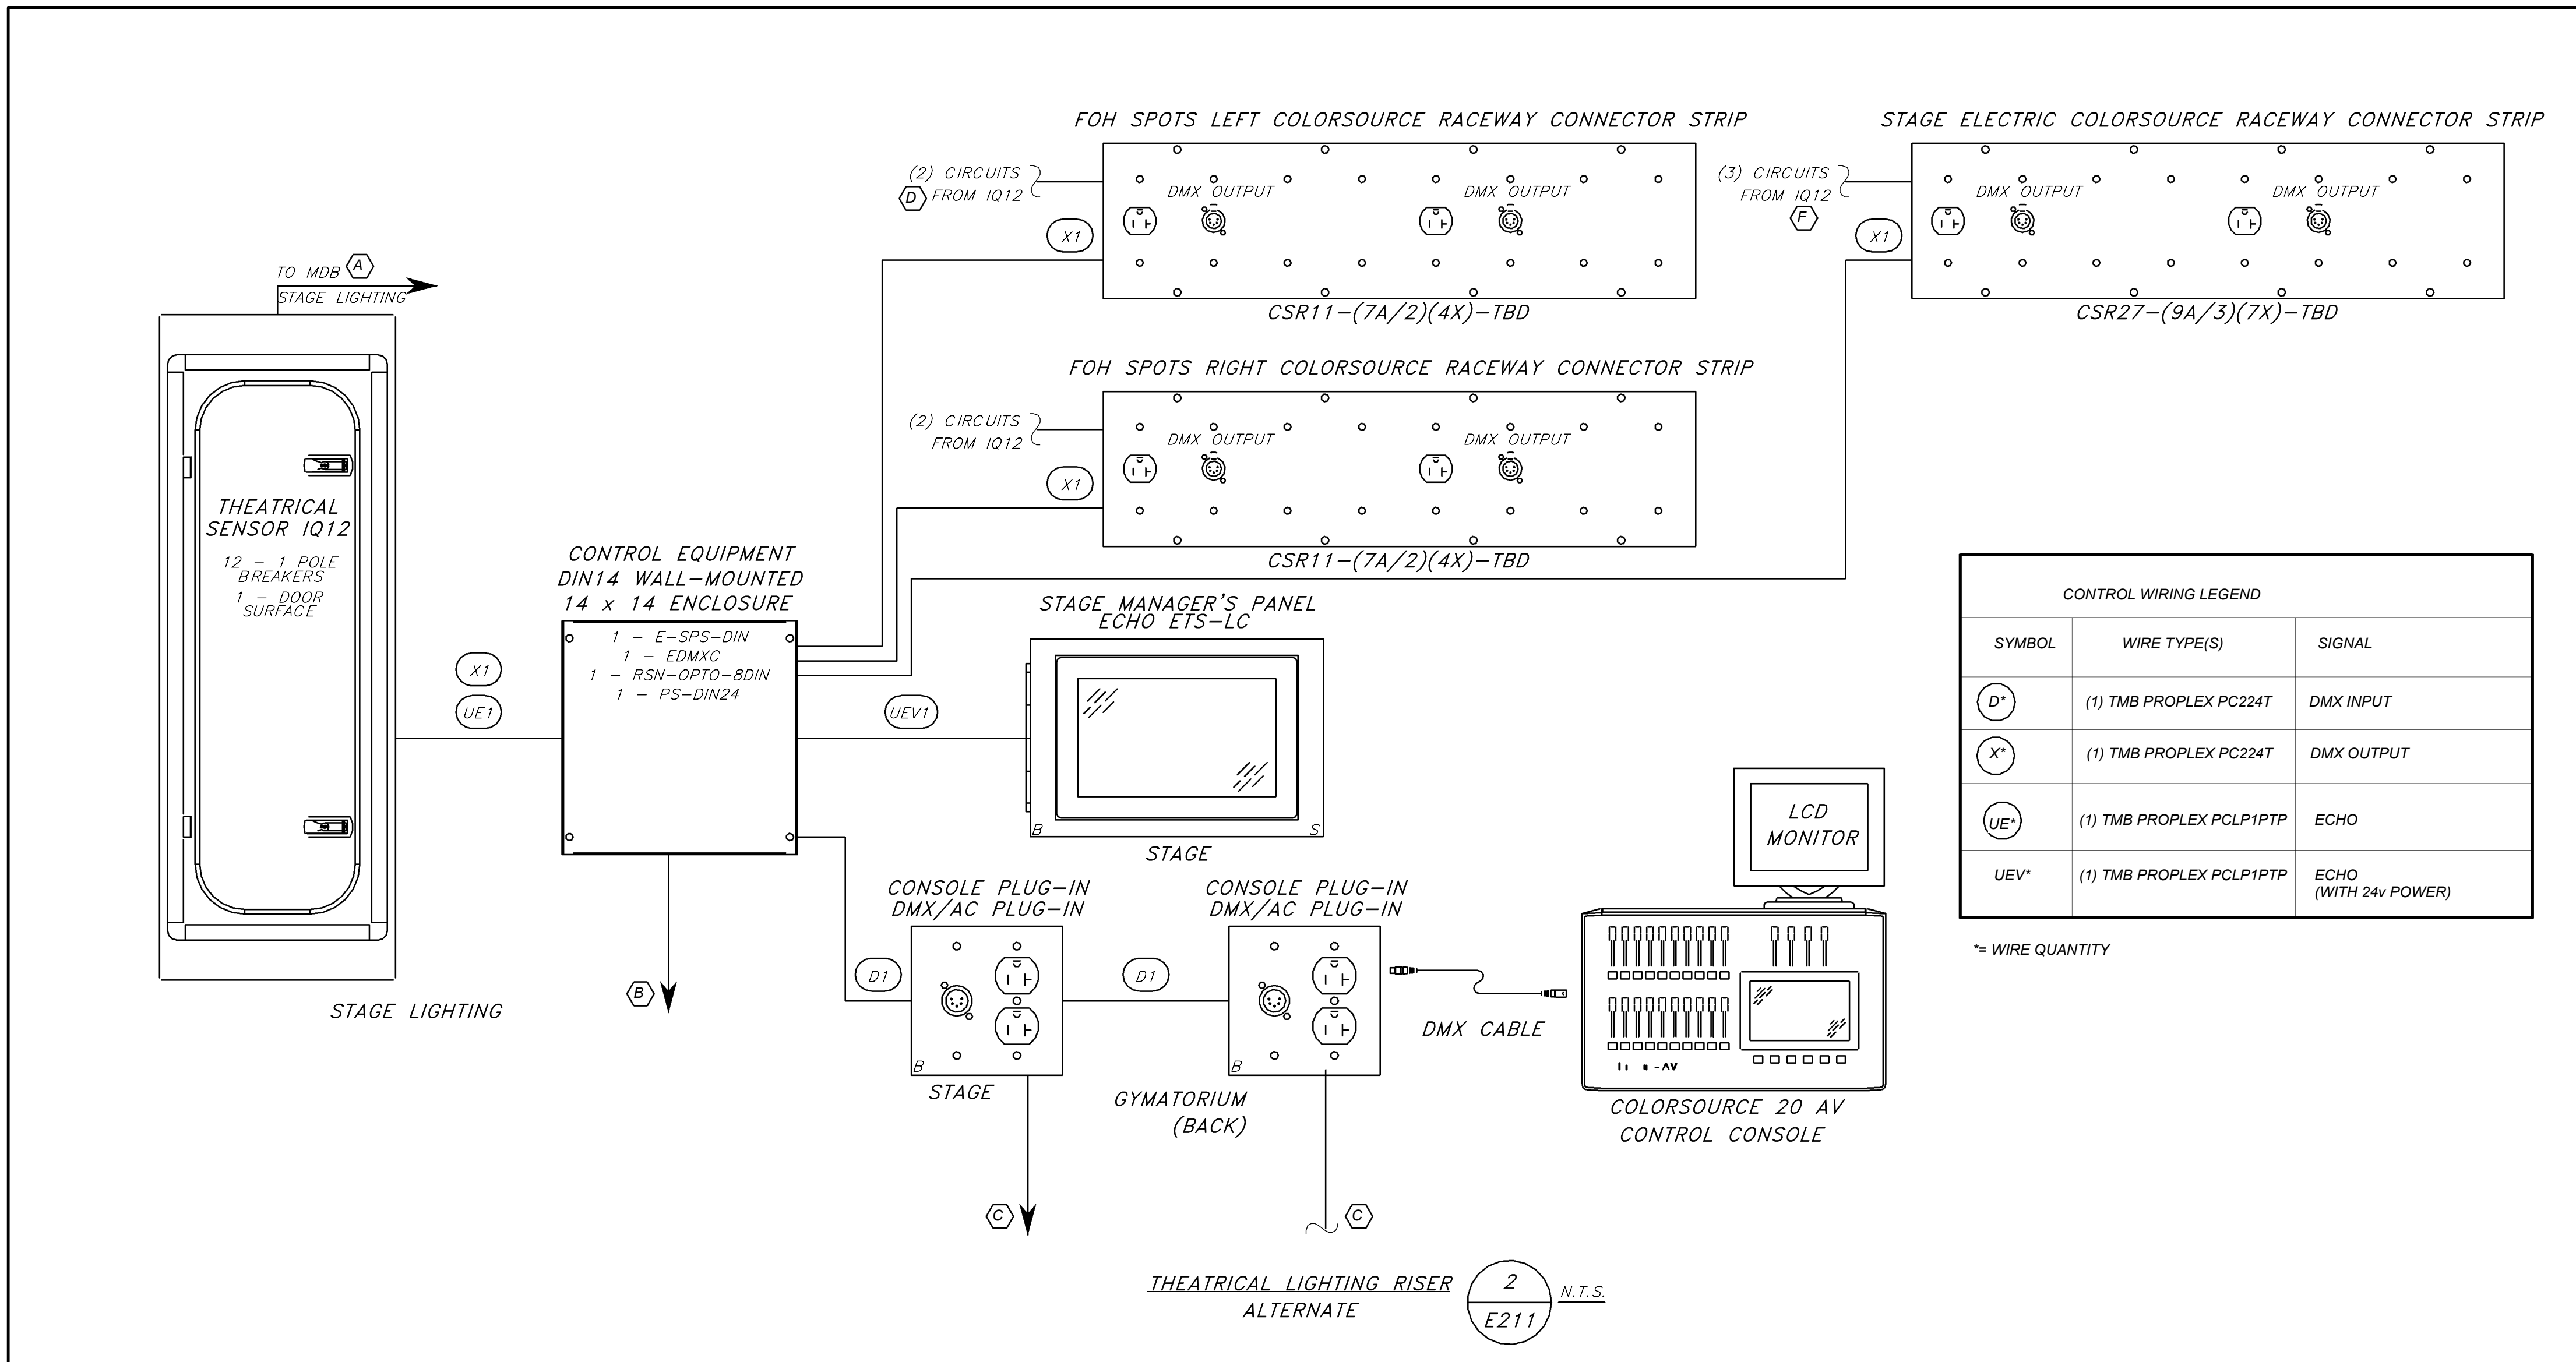 FOH SPOTS LEFT COLORSOURCE RACEWAY CONNECTOR STRIP
(2) CIRCUITS
D FROM IQ12
DMX OUTPUT
DMX OUTPUT
X1
CSR11-(7A/2)(4X)-TBD
STAGE ELECTRIC COLORSOURCE RACEWAY CONNECTOR STRIP
(3) CIRCUITS
FROM IQ12
F
DMX OUTPUT
DMX OUTPUT
X1
CSR27-(9A/3)(7X)-TBD
TO MDB A
STAGE LIGHTING
FOH SPOTS RIGHT COLORSOURCE RACEWAY CONNECTOR STRIP
(2) CIRCUITS
FROM IQ12
DMX OUTPUT
DMX OUTPUT
X1
CSR11-(7A/2)(4X)-TBD
THEATRICAL
SENSOR IQ12
12 - 1 POLE
BREAKERS
1 - DOOR
SURFACE
STAGE LIGHTING
X1
UE1
CONTROL EQUIPMENT
DIN14 WALL-MOUNTED
14 x 14 ENCLOSURE
1 - E-SPS-DIN
1 - EDMXC
1 - RSN-OPTO-8DIN
1 - PS-DIN24
B
UEV1
STAGE MANAGER'S PANEL
ECHO ETS-LC
B
S
STAGE
CONSOLE PLUG-IN
DMX/AC PLUG-IN
D1
B
STAGE
C
CONSOLE PLUG-IN
DMX/AC PLUG-IN
D1
B
GYMATORIUM
(BACK)
C
DMX CABLE
LCD
MONITOR
COLORSOURCE 20 AV
CONTROL CONSOLE
CONTROL WIRING LEGEND
SYMBOL WIRE TYPE(S) SIGNAL
D* (1) TMB PROPLEX PC224T DMX INPUT
X* (1) TMB PROPLEX PC224T DMX OUTPUT
UE* (1) TMB PROPLEX PCLP1PTP ECHO
UEV* (1) TMB PROPLEX PCLP1PTP ECHO
(WITH 24v POWER)
*= WIRE QUANTITY
THEATRICAL LIGHTING RISER
ALTERNATE
2
E211
N.T.S.